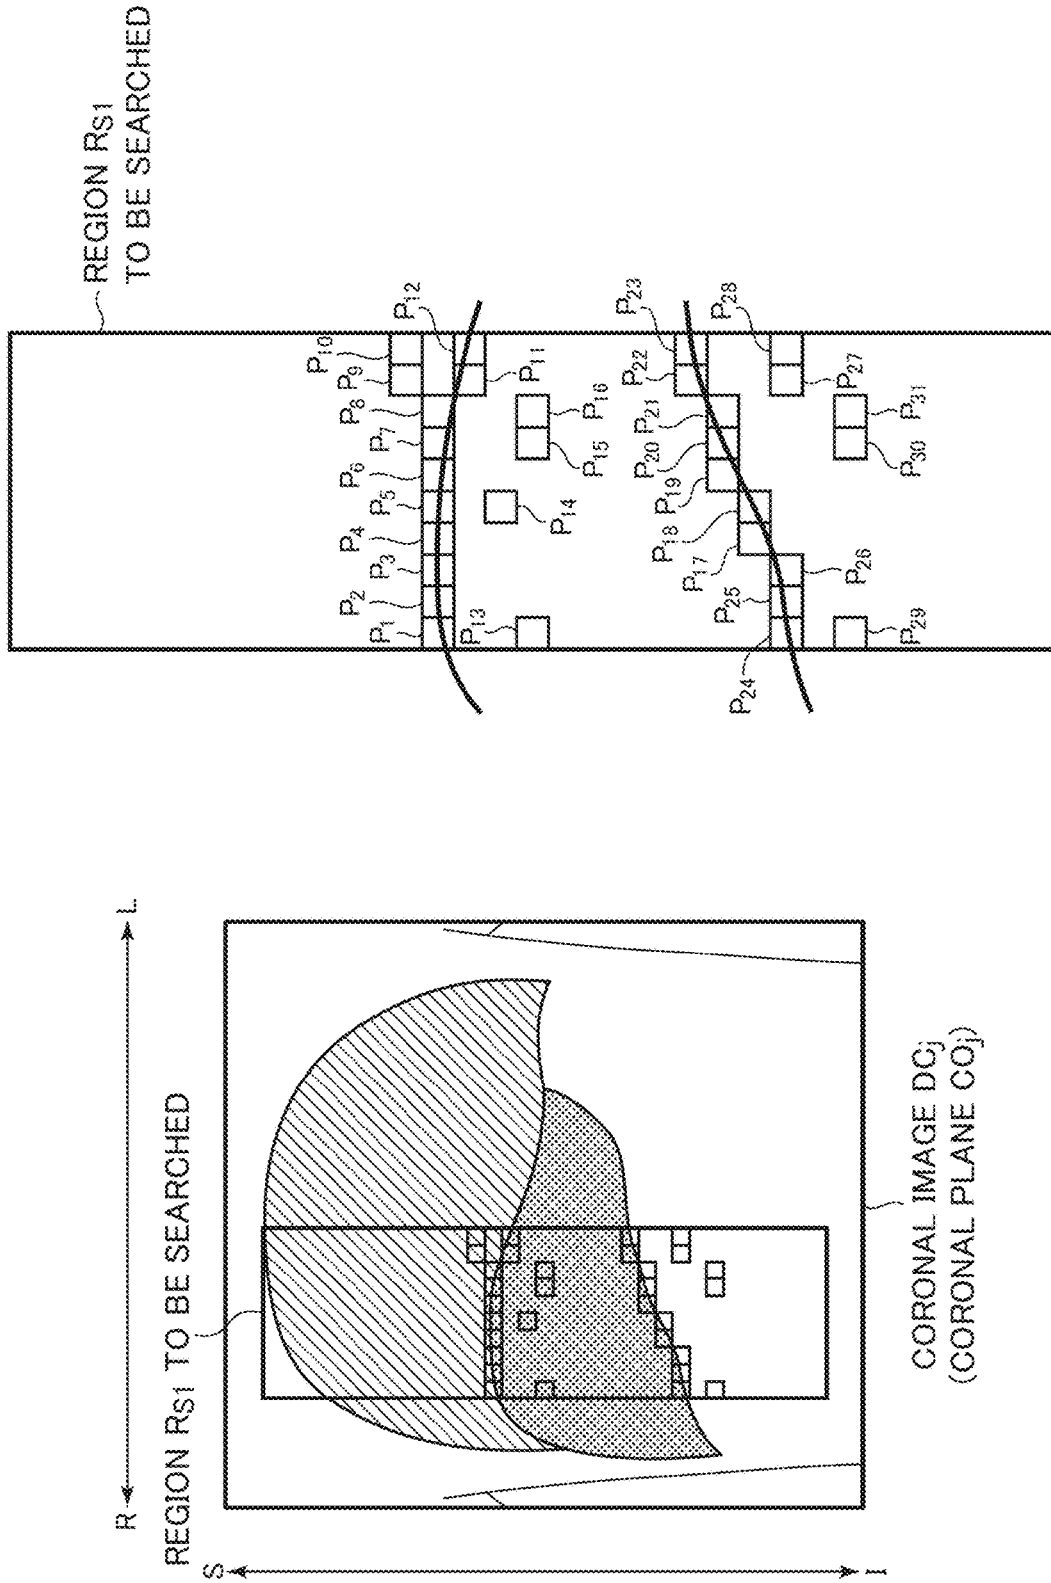 REGION RS1
TO BE SEARCHED
P1
P2
P3
P4
P5
P6
P7
P8
P9
P10
P11
P12
P13
P14
P15
P16
P17
P18
P19
P20
P21
P22
P23
P24
P25
P26
P27
P28
P29
P30
P31
R
L
REGION RS1 TO BE SEARCHED
S
I
CORONAL IMAGE DCj
(CORONAL PLANE COj)